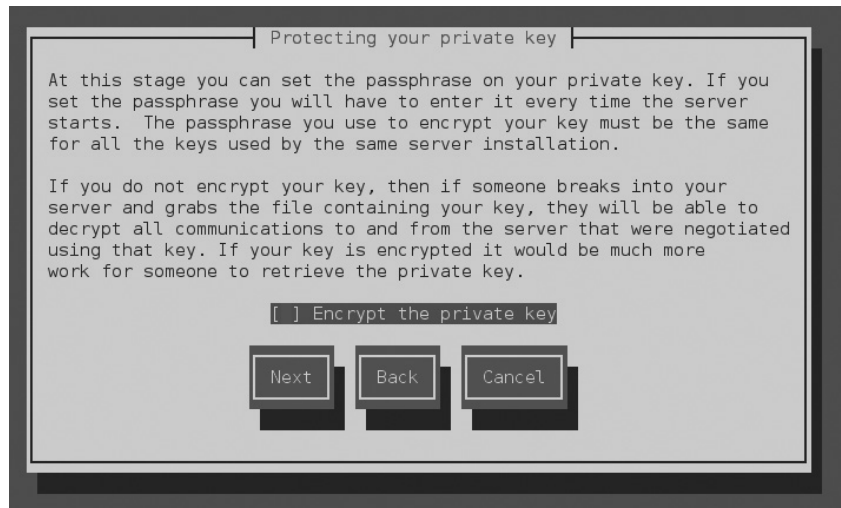 Protecting your private key
At this stage you can set the passphrase on your private key. If you
set the passphrase you will have to enter it every time the server
starts.  The passphrase you use to encrypt your key must be the same
for all the keys used by the same server installation.
If you do not encrypt your key, then if someone breaks into your
server and grabs the file containing your key, they will be able to
decrypt all communications to and from the server that were negotiated
using that key. If your key is encrypted it would be much more
work for someone to retrieve the private key.
[ ] Encrypt the private key
Next Back Cancel